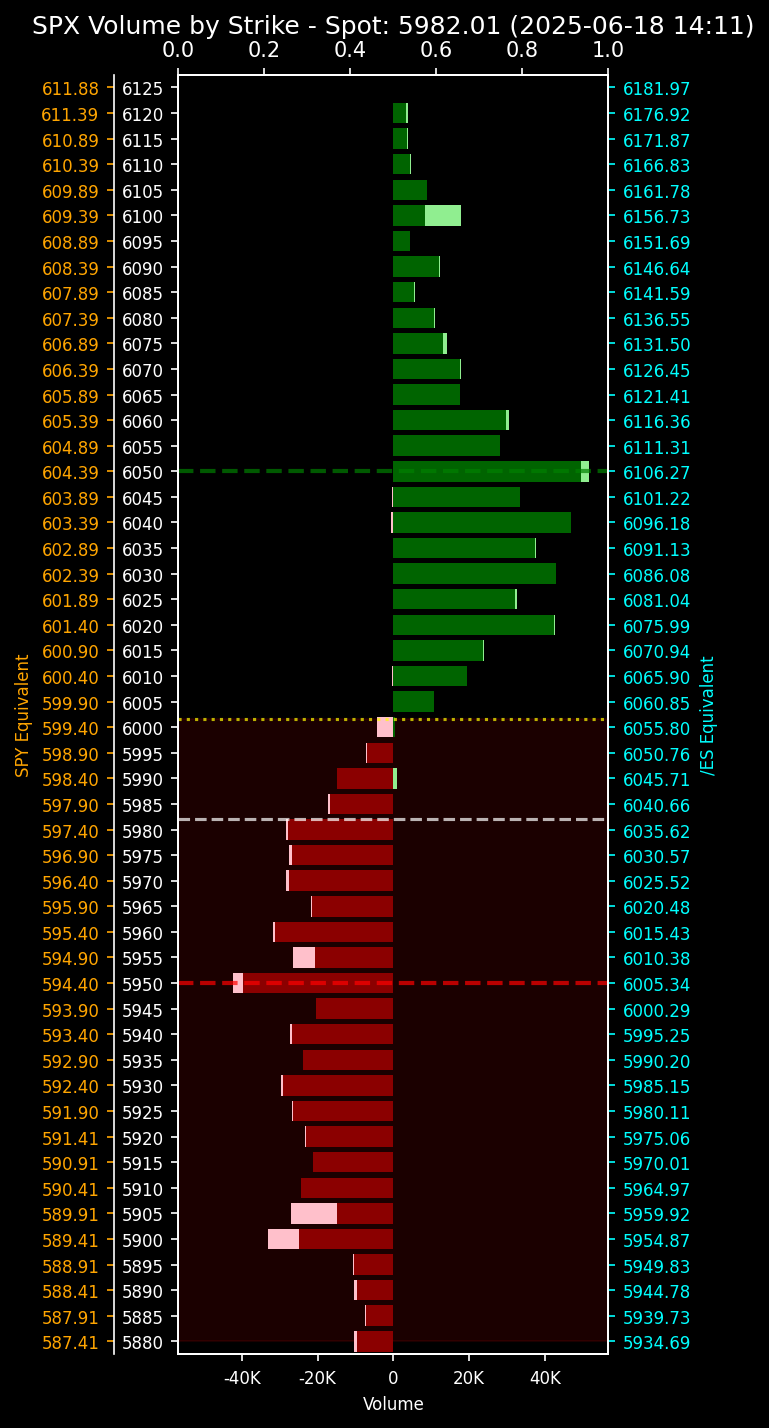 SPX Volume by Strike - Spot: 5982.01 (2025-06-18 14:11)
0.0 0.2 0.4 0.6 0.8 1.0
611.88 6125 6181.97
611.39 6120 6176.92
610.89 6115 6171.87
610.39 6110 6166.83
609.89 6105 6161.78
609.39 6100 6156.73
608.89 6095 6151.69
608.39 6090 6146.64
607.89 6085 6141.59
607.39 6080 6136.55
606.89 6075 6131.50
606.39 6070 6126.45
605.89 6065 6121.41
605.39 6060 6116.36
604.89 6055 6111.31
604.39 6050 6106.27
603.89 6045 6101.22
603.39 6040 6096.18
602.89 6035 6091.13
602.39 6030 6086.08
601.89 6025 6081.04
601.40 6020 6075.99
600.90 6015 6070.94
600.40 6010 6065.90
599.90 6005 6060.85
599.40 6000 6055.80
598.90 5995 6050.76
598.40 5990 6045.71
597.90 5985 6040.66
597.40 5980 6035.62
596.90 5975 6030.57
596.40 5970 6025.52
595.90 5965 6020.48
595.40 5960 6015.43
594.90 5955 6010.38
594.40 5950 6005.34
593.90 5945 6000.29
593.40 5940 5995.25
592.90 5935 5990.20
592.40 5930 5985.15
591.90 5925 5980.11
591.41 5920 5975.06
590.91 5915 5970.01
590.41 5910 5964.97
589.91 5905 5959.92
589.41 5900 5954.87
588.91 5895 5949.83
588.41 5890 5944.78
587.91 5885 5939.73
587.41 5880 5934.69
SPY Equivalent
/ES Equivalent
-40K -20K 0 20K 40K
Volume